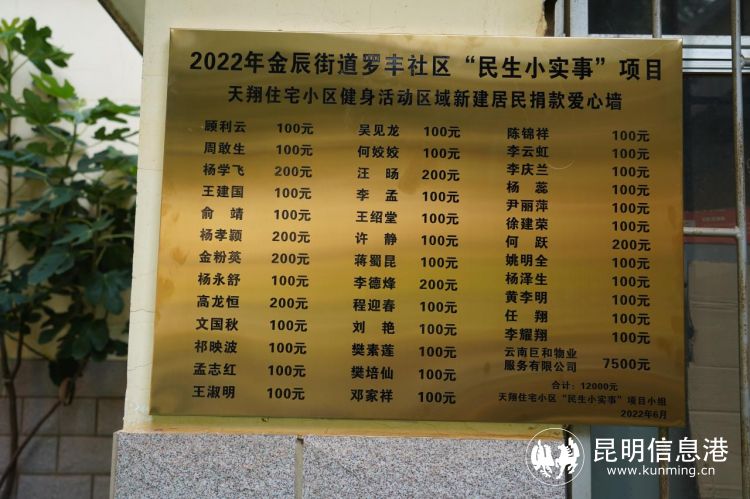 2022年金辰街道罗丰社区“民生小实事”项目
天翔住宅小区健身活动区域新建居民捐款爱心墙
顾利云 100元 吴见龙 100元 陈锦祥 100元
周敢生 100元 何姣姣 100元 李云虹 100元
杨学飞 200元 汪 旸 200元 李庆兰 100元
王建国 100元 李 孟 100元 杨 蕊 100元
俞 靖 100元 王绍堂 100元 尹丽萍 100元
杨孝颖 200元 许 静 100元 徐建荣 100元
金粉英 200元 蒋蜀昆 100元 何 跃 200元
杨永舒 100元 李德烽 200元 姚明全 100元
高龙恒 200元 程迎春 100元 杨泽生 100元
文国秋 100元 刘 艳 100元 黄李明 100元
祁映波 100元 樊素莲 100元 任 翔 100元
孟志红 100元 樊培仙 100元 李耀翔 100元
王淑明 100元 邓家祥 100元
云南巨和物业
服务有限公司 7500元
合计：12000元
天翔住宅小区“民生小实事”项目小组
2022年6月
昆明信息港
www.kunming.cn